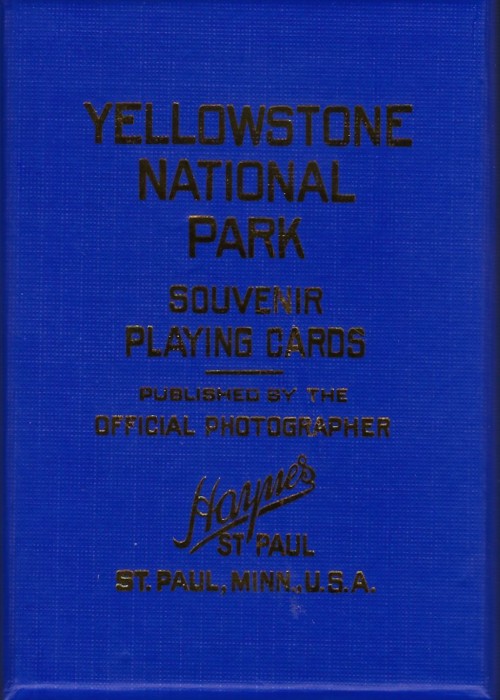 YELLOWSTONE
NATIONAL
PARK
SOUVENIR
PLAYING CARDS
PUBLISHED BY THE
OFFICIAL PHOTOGRAPHER
Haynes
ST PAUL
ST. PAUL, MINN., U.S.A.